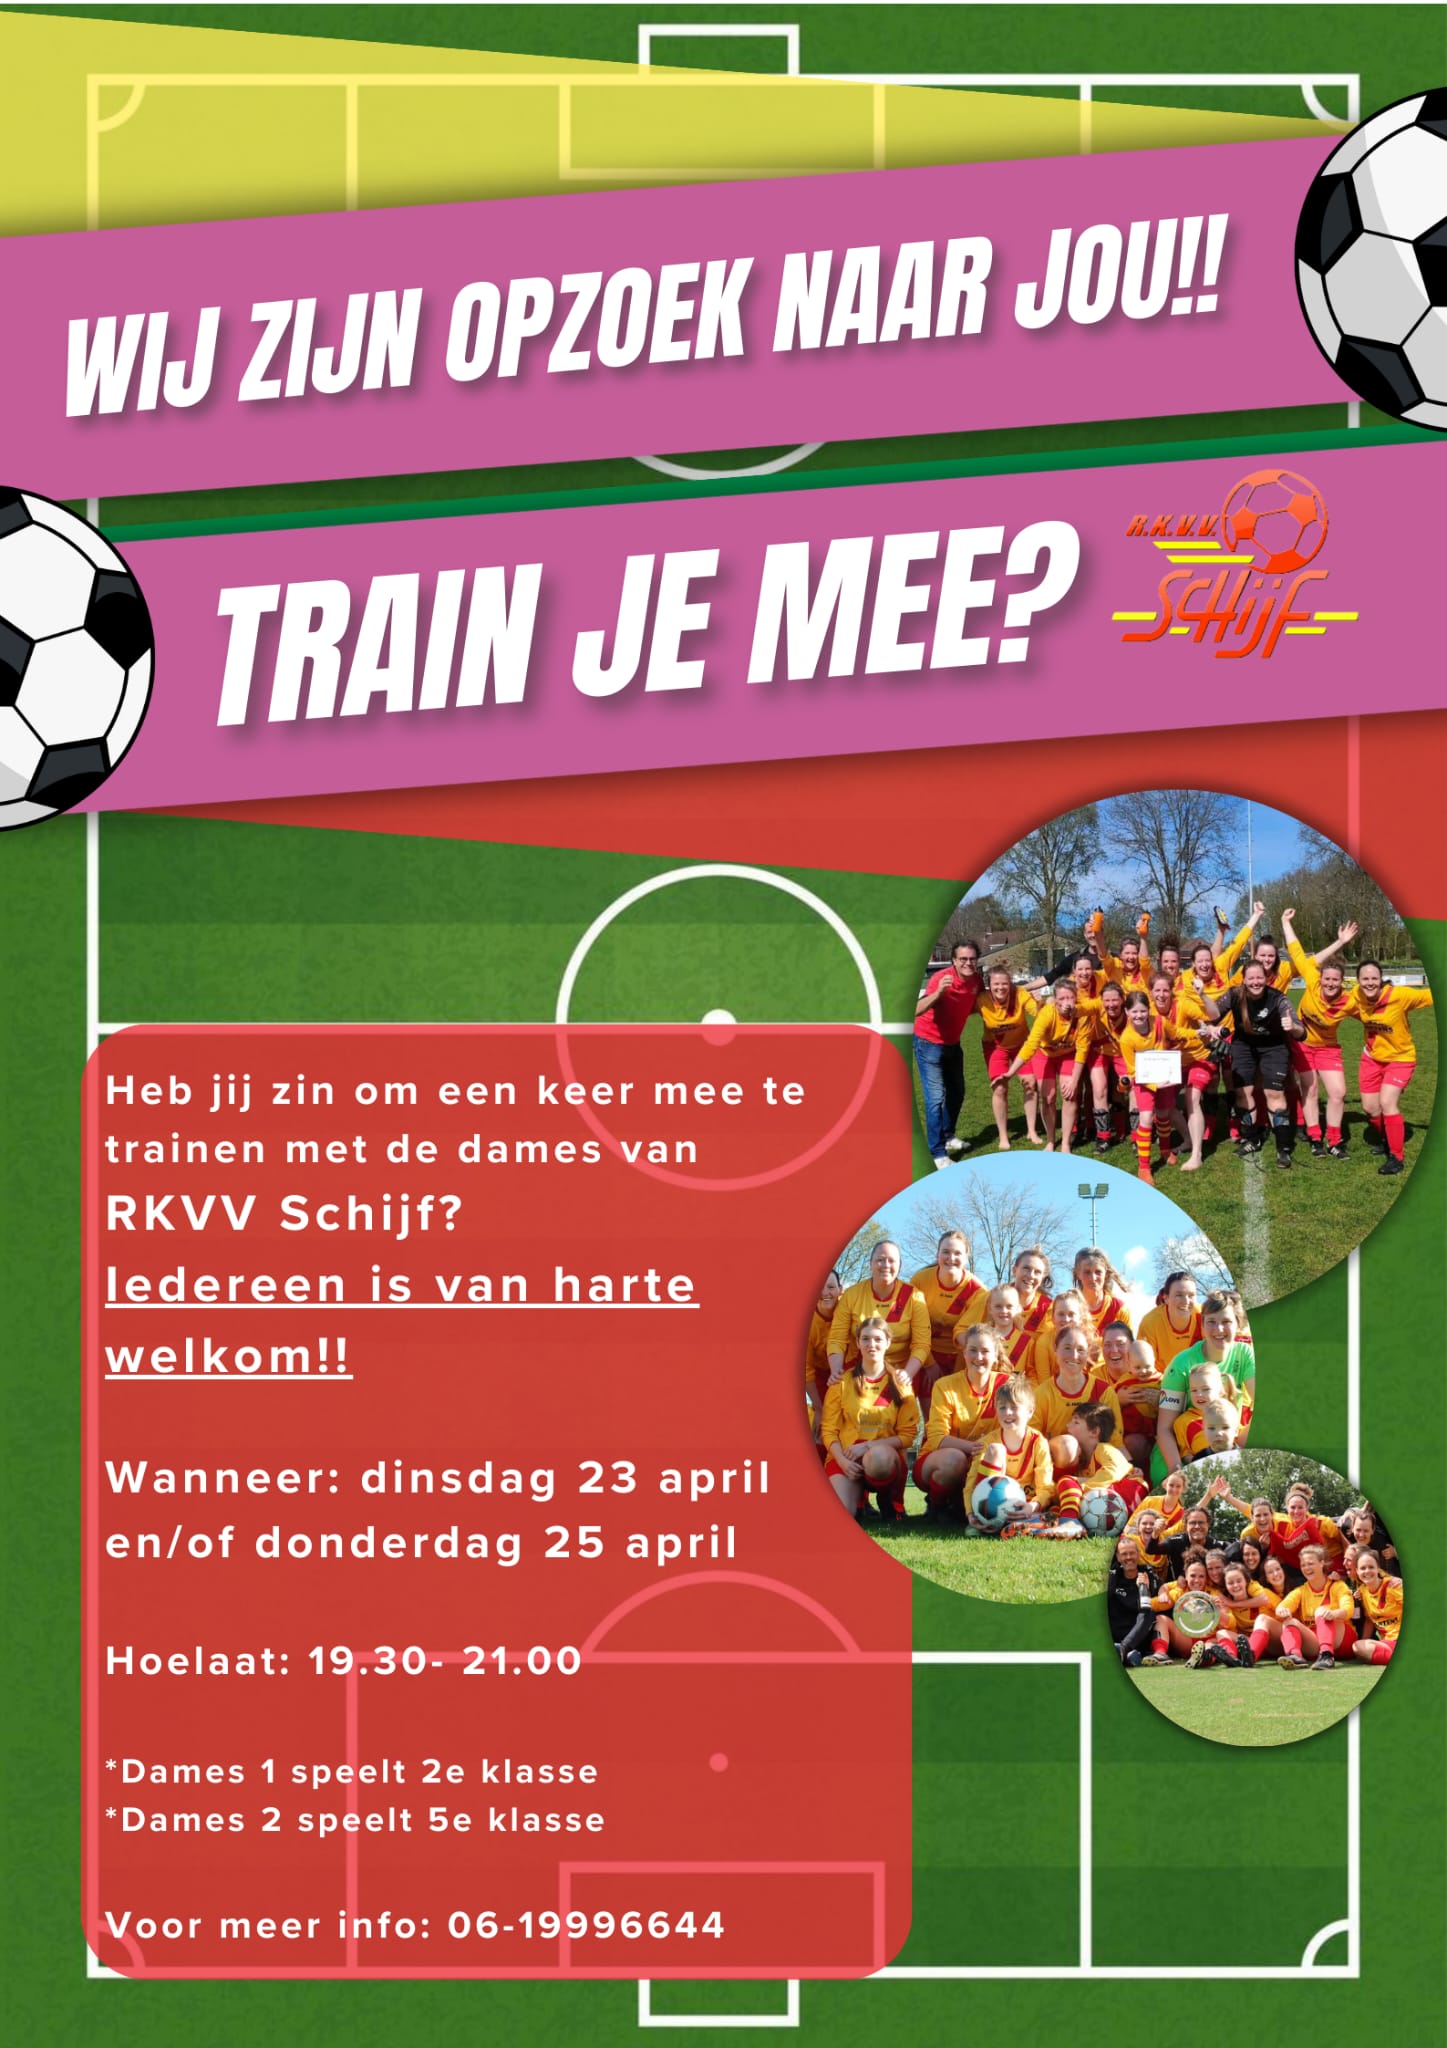 WIJ ZIJN OPZOEK NAAR JOU!!
TRAIN JE MEE?
R.K.V.V.
Schijf
Heb jij zin om een keer mee te
trainen met de dames van
RKVV Schijf?
Iedereen is van harte
welkom!!
Wanneer: dinsdag 23 april
en/of donderdag 25 april
Hoelaat: 19.30- 21.00
*Dames 1 speelt 2e klasse
*Dames 2 speelt 5e klasse
Voor meer info: 06-19996644